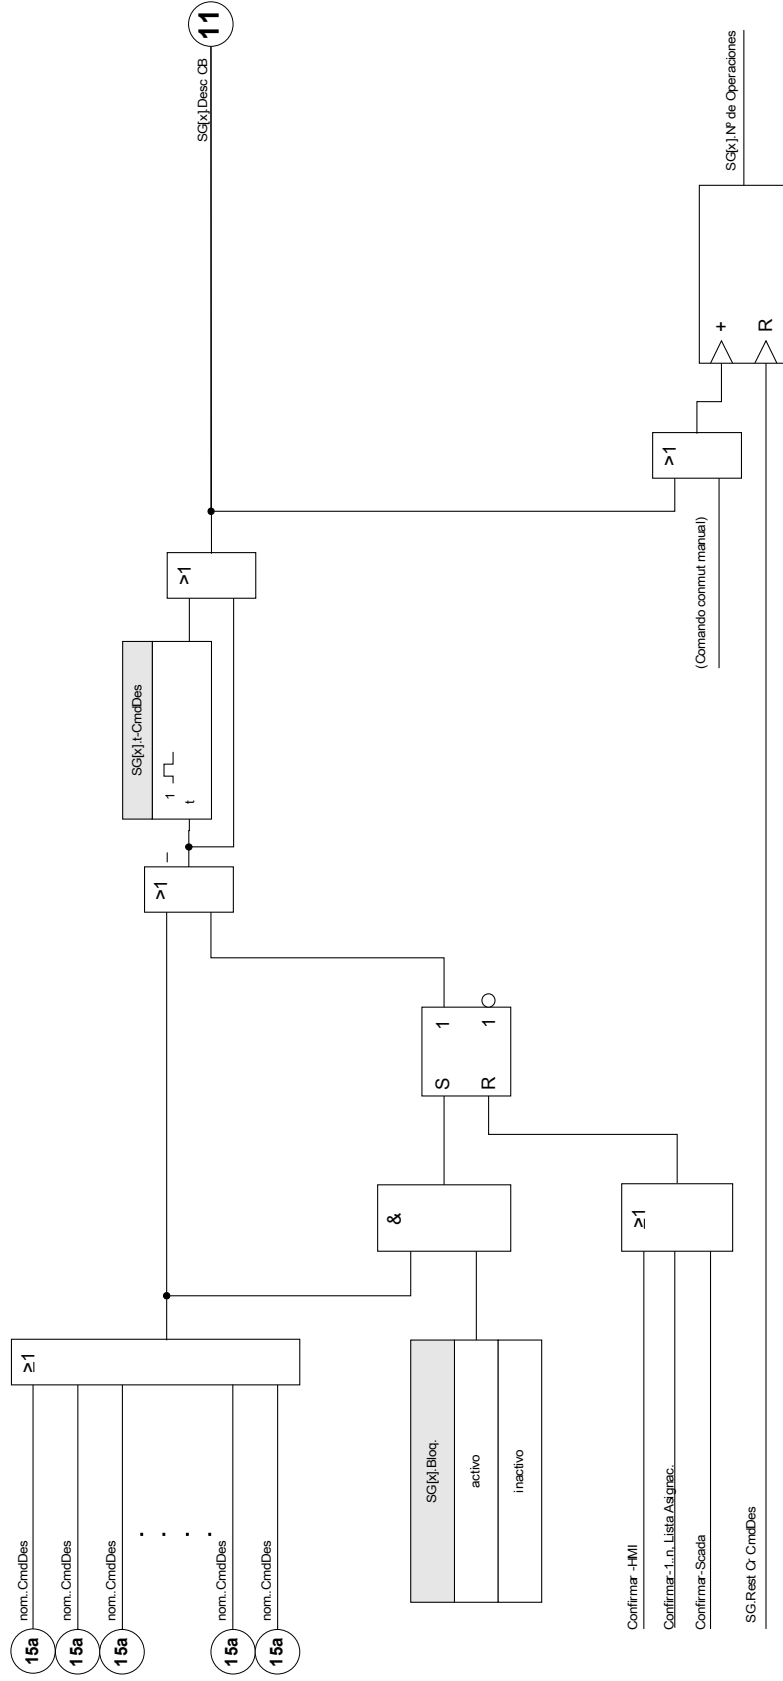 15a
nom..CmdDes
15a
nom..CmdDes
15a
nom..CmdDes
. . . .
15a
nom..CmdDes
15a
nom..CmdDes
≥1
SG[x].Bloq.
activo
inactivo
&
Confirmar -HMI
Confirmar-1..n, Lista Asignac.
Confirmar-Scada
≥1
SG.Rest Cr CmdDes
S 1
R 1
>1
SG[x].t-CmdDes
1
t
>1
SG[x].Desc CB
11
(Comando conmut manual)
>1
+
R
SG[x].Nº de Operaciones